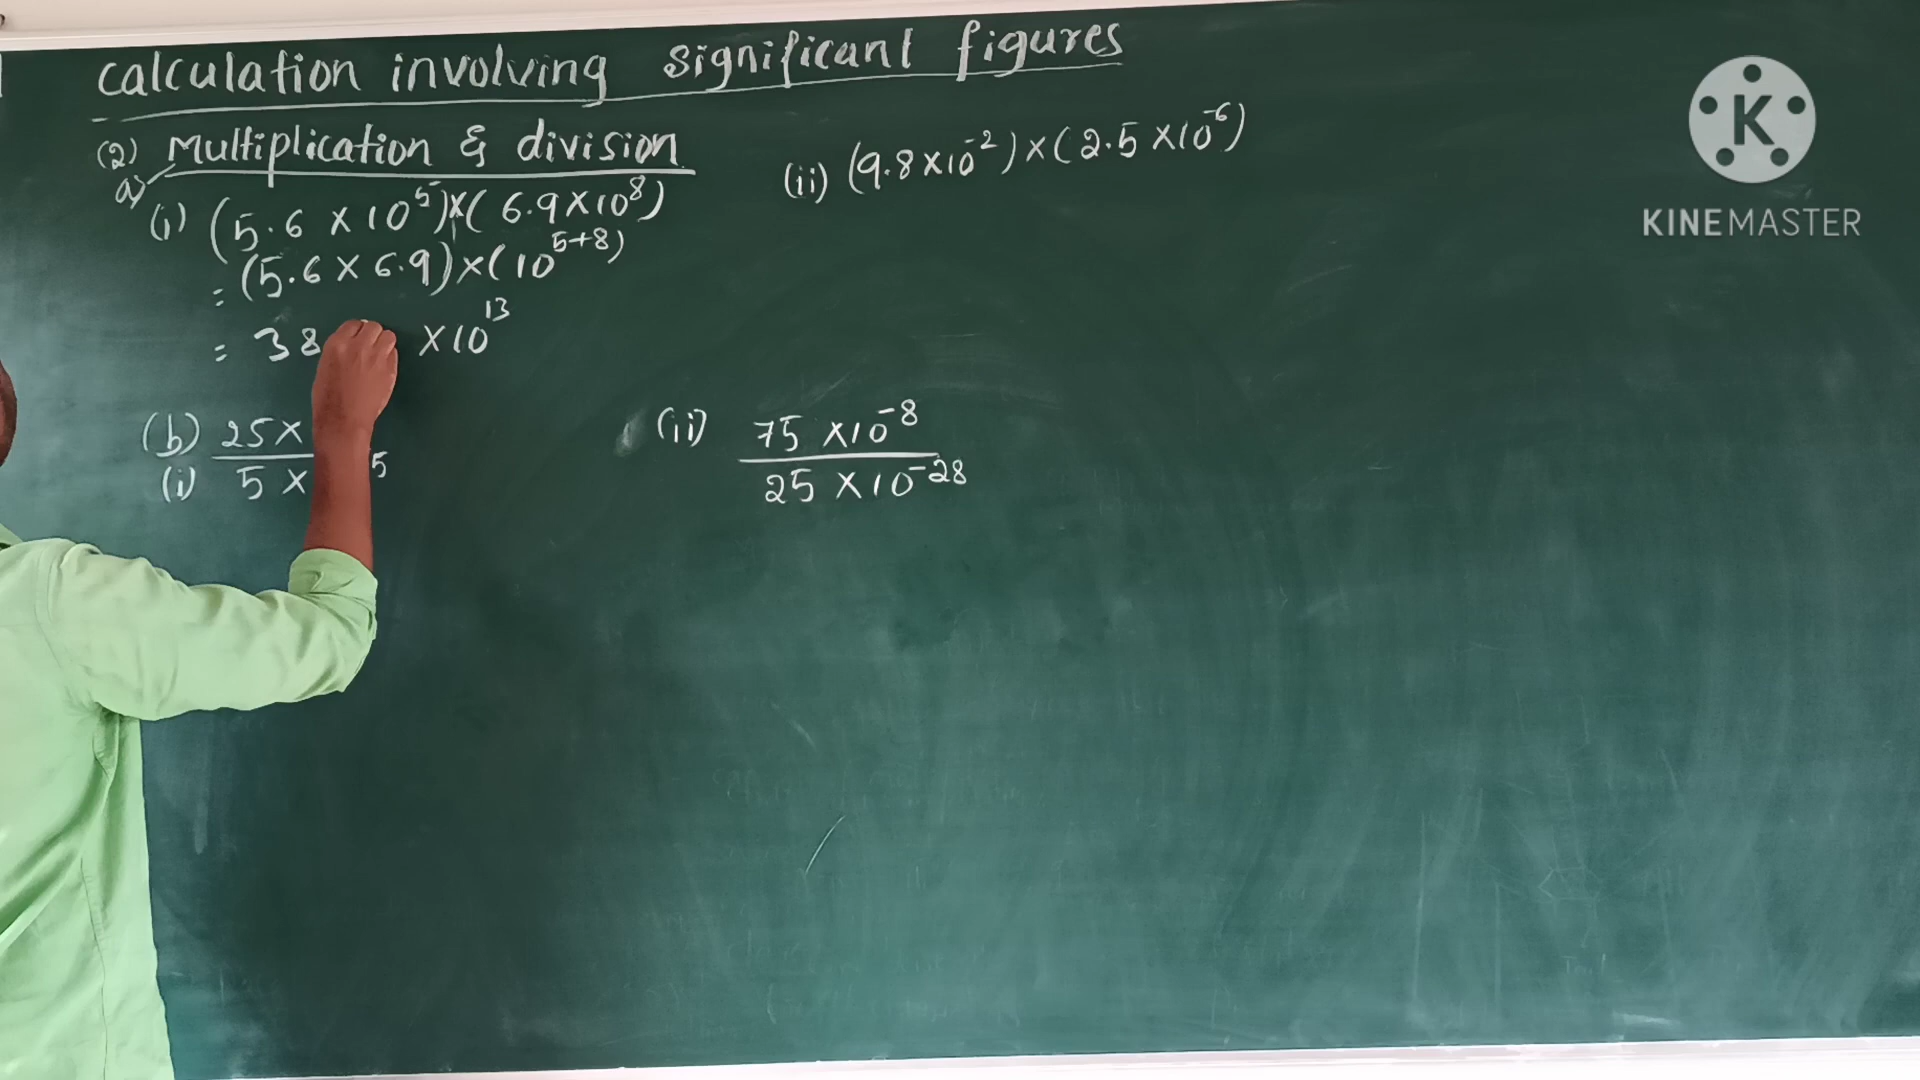 Calculation involving significant figures
(2) Multiplication & division
a) (i) (5.6 × 10⁵)×(6.9×10⁸)
= (5.6 × 6.9)×(10⁵⁺⁸)
= 38 ×10¹³
(ii) (9.8×10⁻²)×(2.5×10⁻⁶)
(b) 25×
(i) 5 × 5
(ii) 75 ×10⁻⁸
25 ×10⁻²⁸
K
KINEMASTER